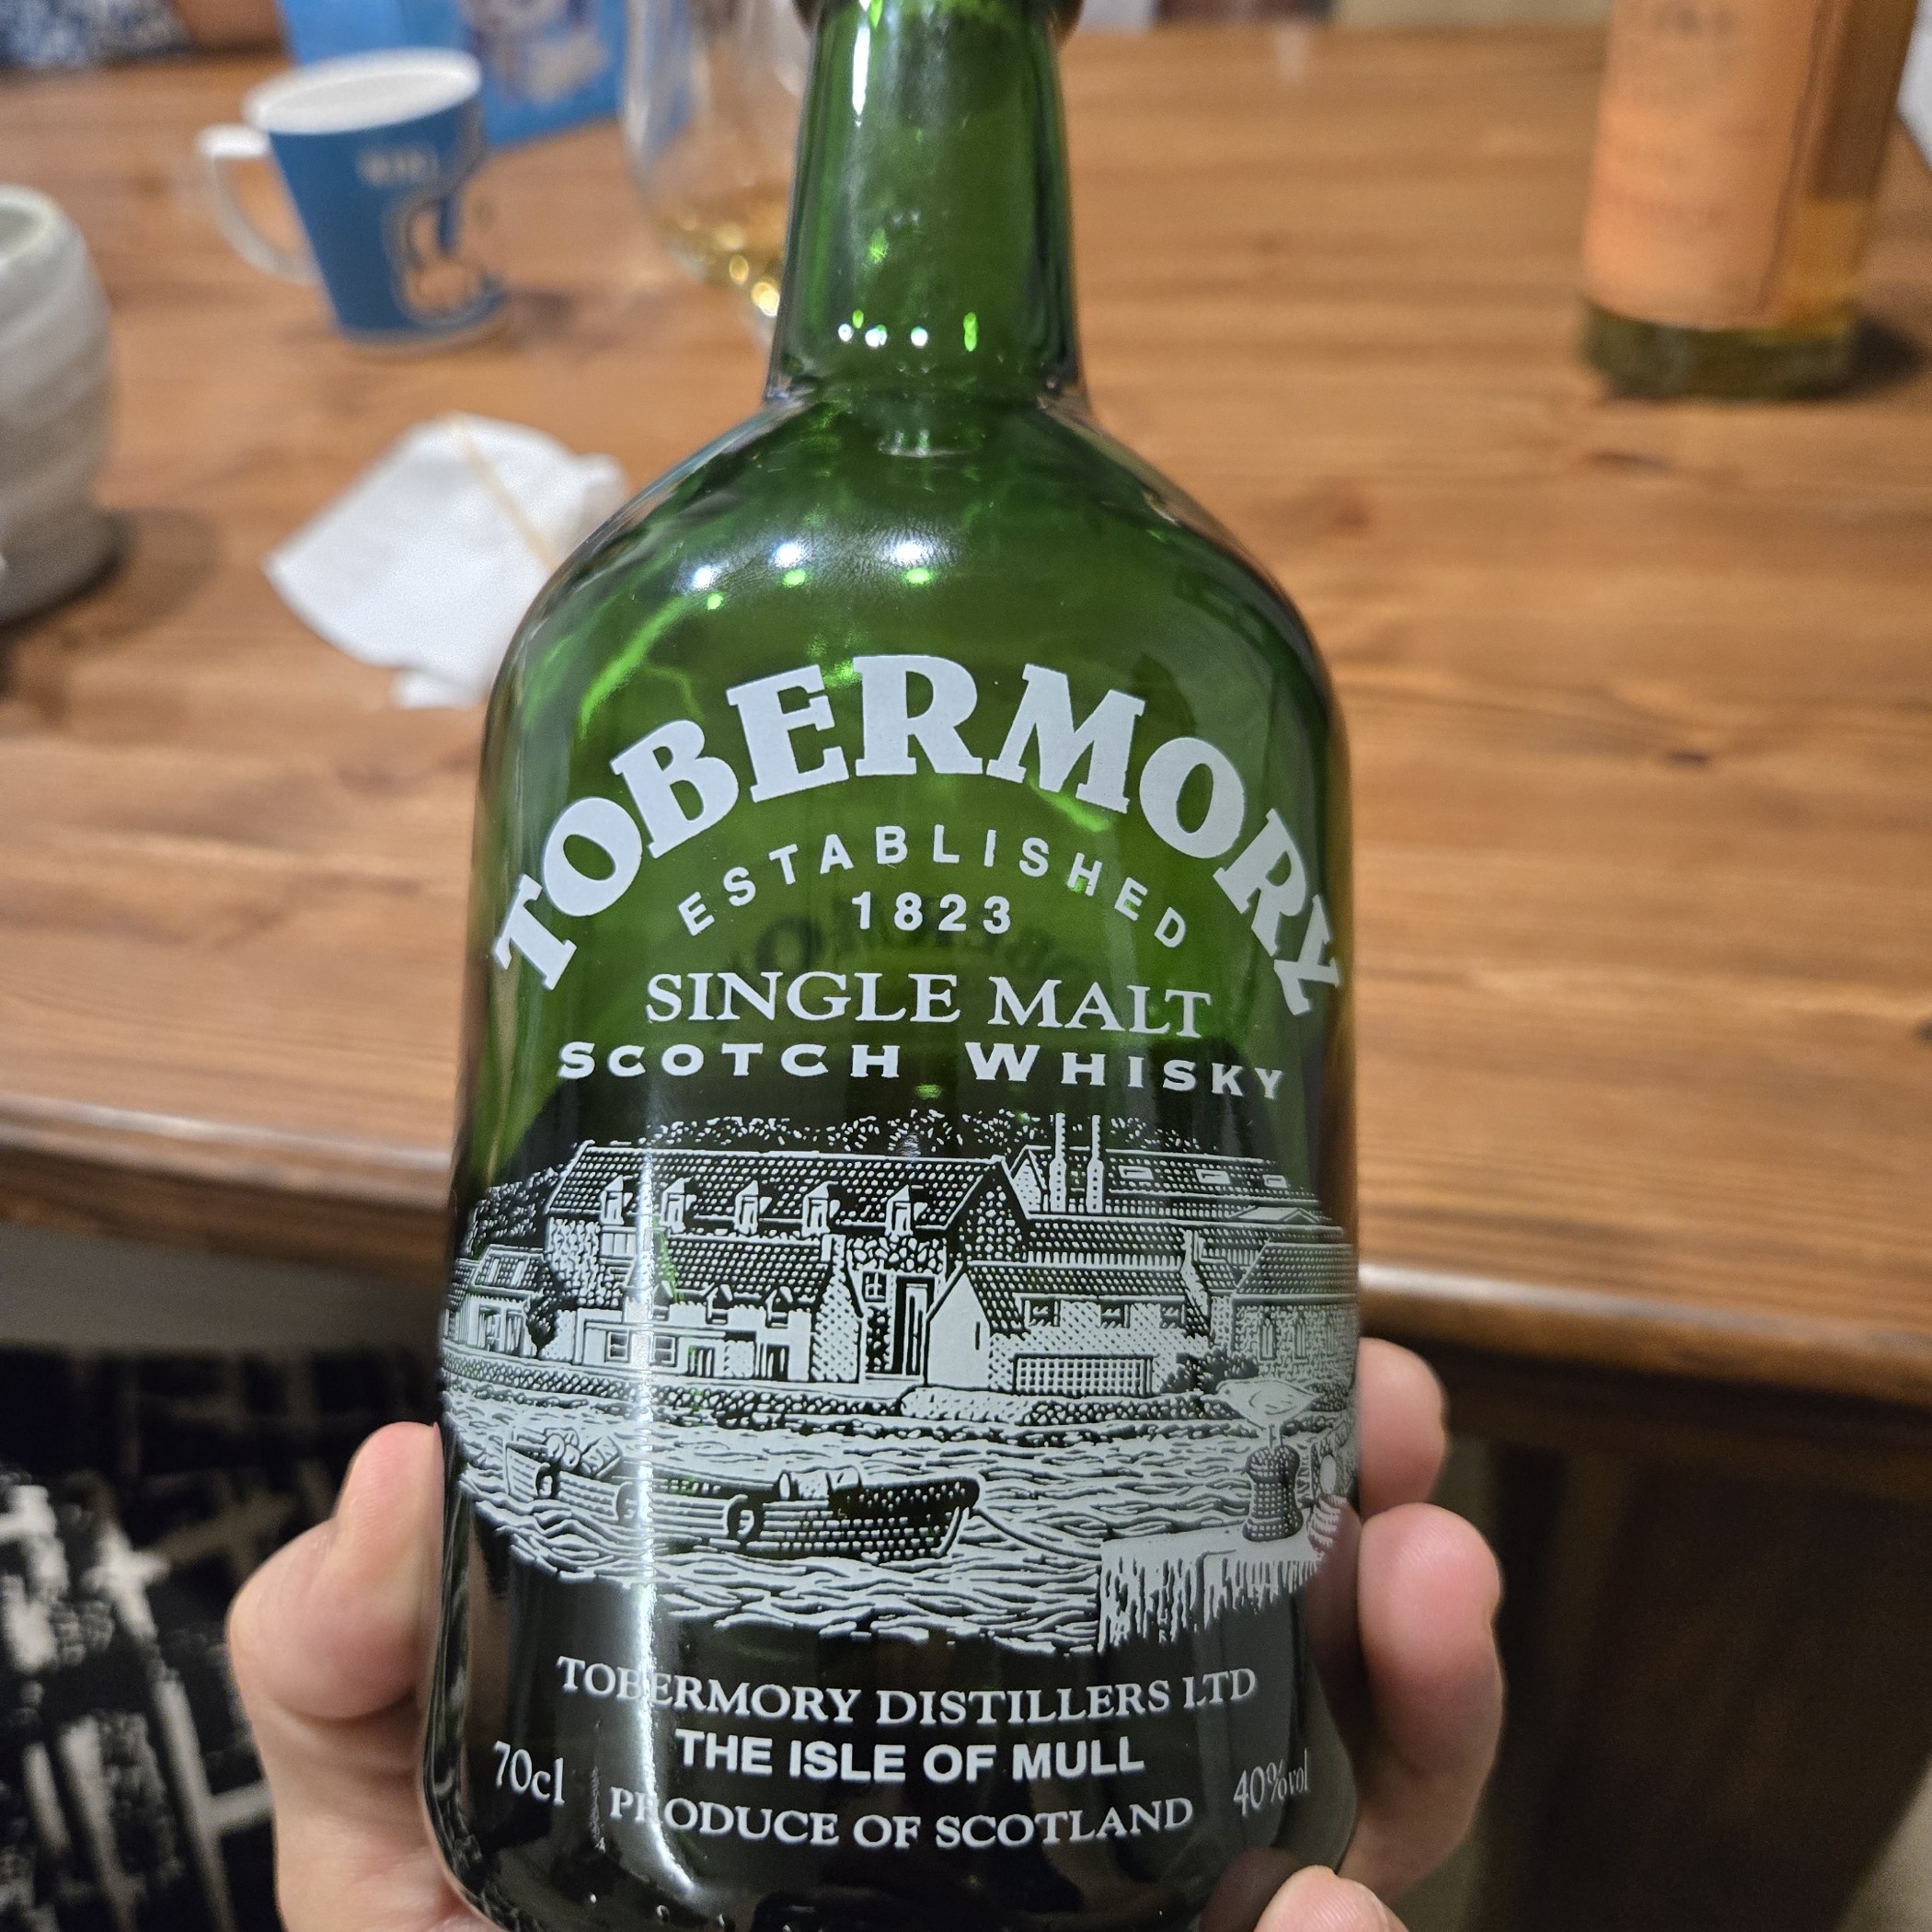 TOBERMORY
ESTABLISHED
1823
SINGLE MALT
SCOTCH WHISKY
TOBERMORY DISTILLERS LTD
THE ISLE OF MULL
70cl PRODUCE OF SCOTLAND 40%vol